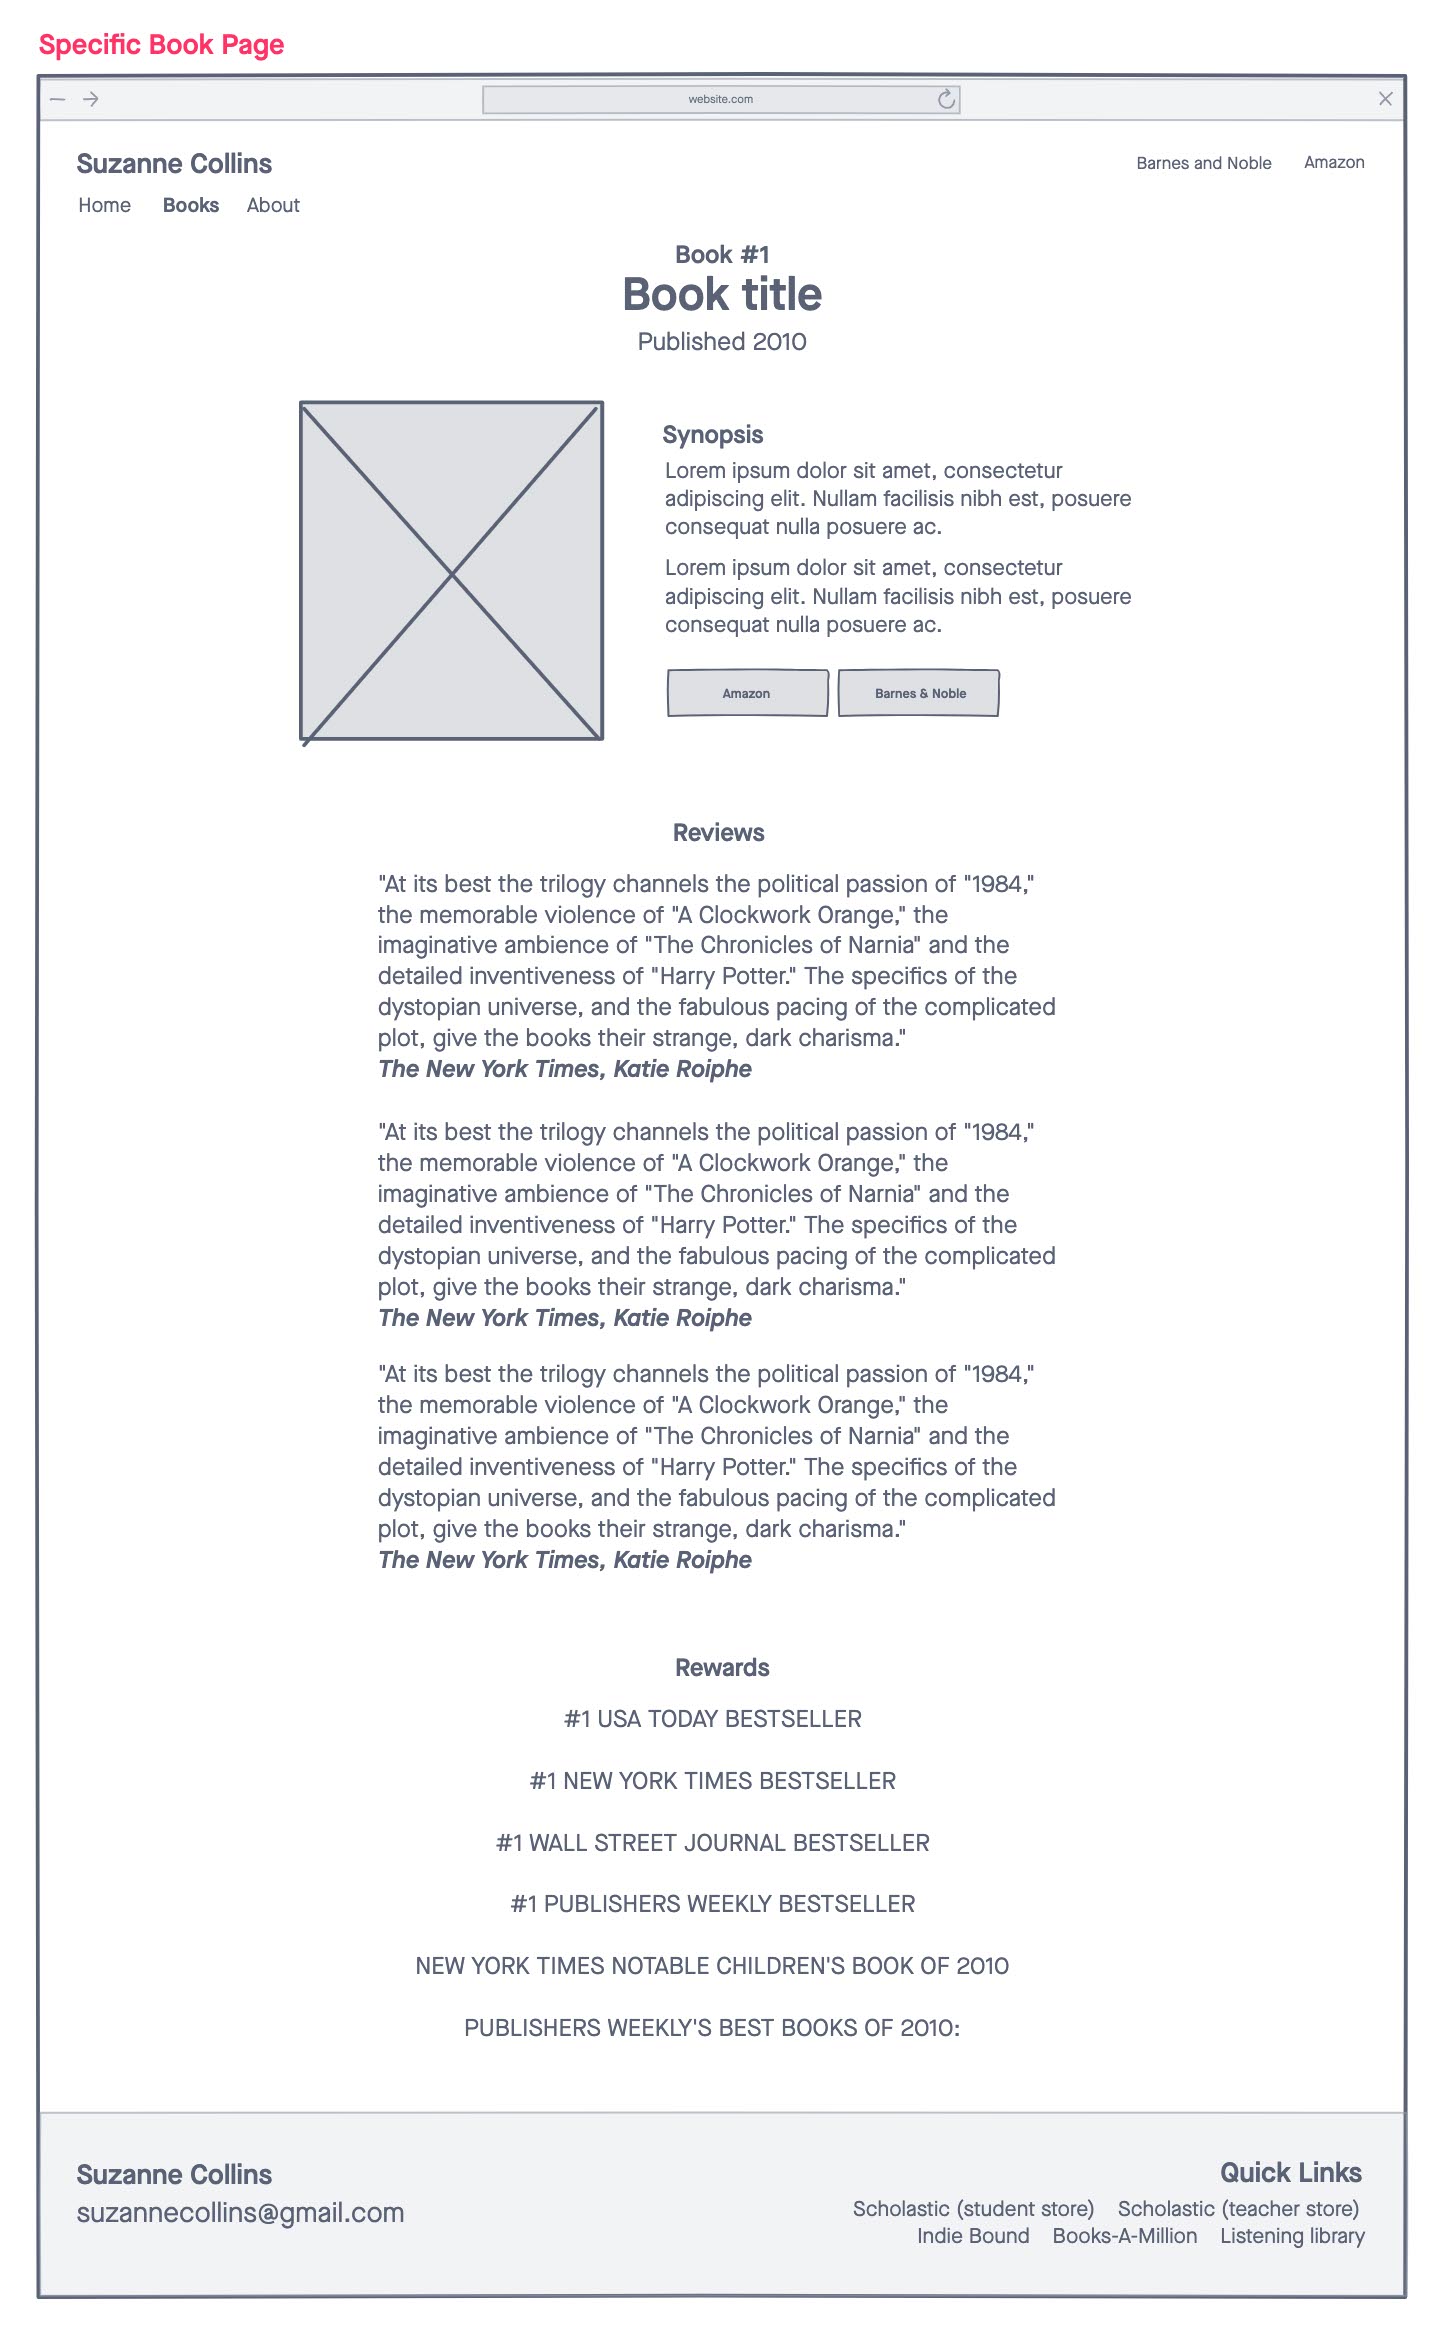 Specific Book Page
website.com
Suzanne Collins
Barnes and Noble Amazon
Home Books About
Book #1
Book title
Published 2010
Synopsis
Lorem ipsum dolor sit amet, consectetur
adipiscing elit. Nullam facilisis nibh est, posuere
consequat nulla posuere ac.
Lorem ipsum dolor sit amet, consectetur
adipiscing elit. Nullam facilisis nibh est, posuere
consequat nulla posuere ac.
Amazon Barnes & Noble
Reviews
"At its best the trilogy channels the political passion of "1984,"
the memorable violence of "A Clockwork Orange," the
imaginative ambience of "The Chronicles of Narnia" and the
detailed inventiveness of "Harry Potter." The specifics of the
dystopian universe, and the fabulous pacing of the complicated
plot, give the books their strange, dark charisma."
The New York Times, Katie Roiphe
"At its best the trilogy channels the political passion of "1984,"
the memorable violence of "A Clockwork Orange," the
imaginative ambience of "The Chronicles of Narnia" and the
detailed inventiveness of "Harry Potter." The specifics of the
dystopian universe, and the fabulous pacing of the complicated
plot, give the books their strange, dark charisma."
The New York Times, Katie Roiphe
"At its best the trilogy channels the political passion of "1984,"
the memorable violence of "A Clockwork Orange," the
imaginative ambience of "The Chronicles of Narnia" and the
detailed inventiveness of "Harry Potter." The specifics of the
dystopian universe, and the fabulous pacing of the complicated
plot, give the books their strange, dark charisma."
The New York Times, Katie Roiphe
Rewards
#1 USA TODAY BESTSELLER
#1 NEW YORK TIMES BESTSELLER
#1 WALL STREET JOURNAL BESTSELLER
#1 PUBLISHERS WEEKLY BESTSELLER
NEW YORK TIMES NOTABLE CHILDREN'S BOOK OF 2010
PUBLISHERS WEEKLY'S BEST BOOKS OF 2010:
Suzanne Collins
suzannecollins@gmail.com
Quick Links
Scholastic (student store) Scholastic (teacher store)
Indie Bound Books-A-Million Listening library